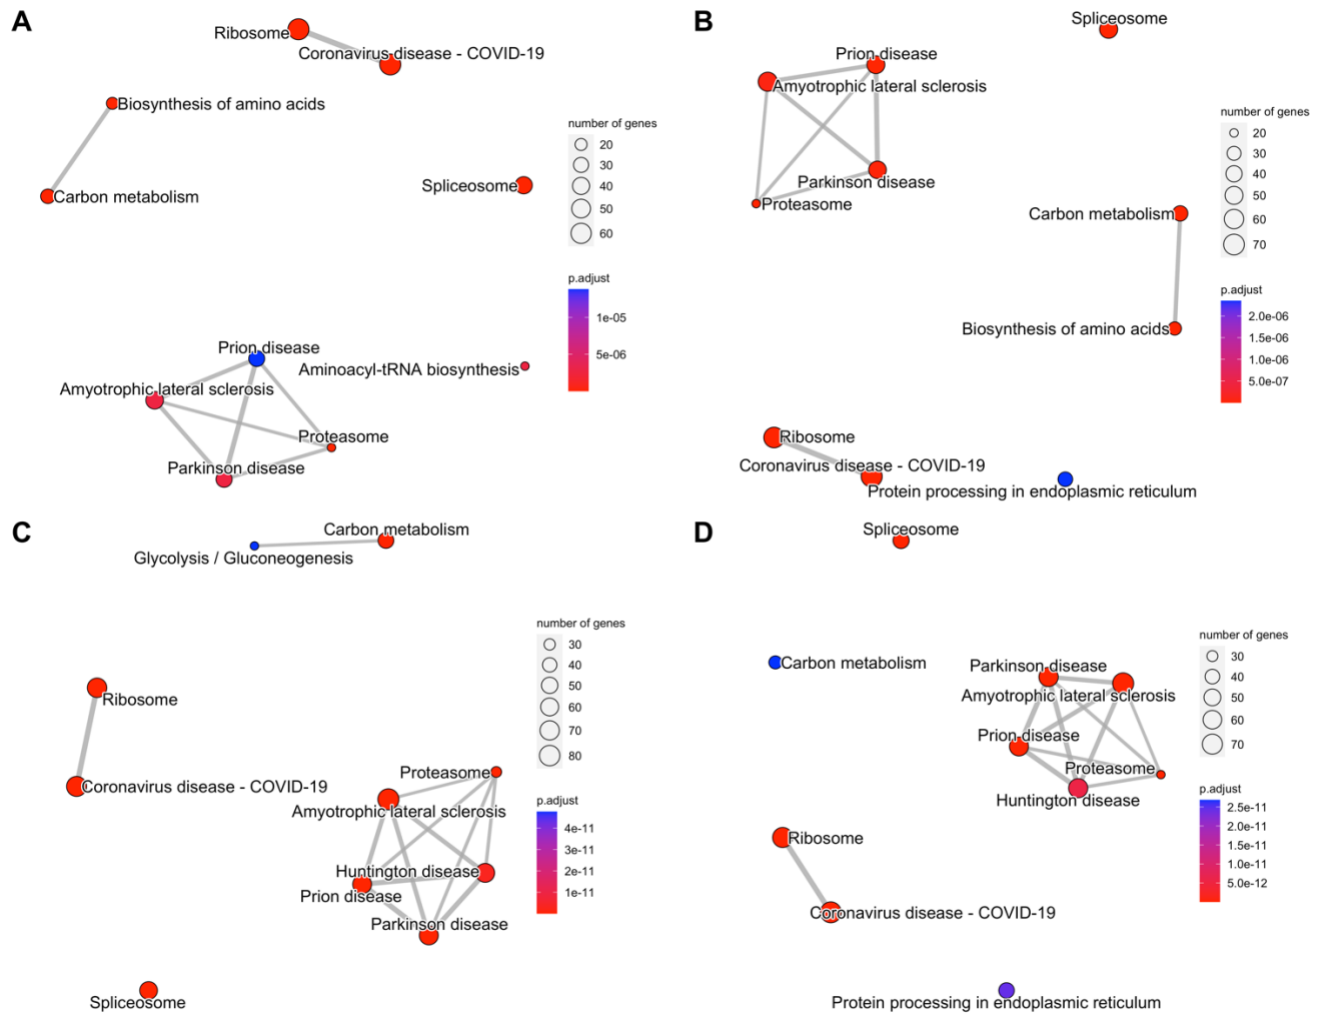 A
Ribosome
Coronavirus disease - COVID-19
Biosynthesis of amino acids
Carbon metabolism
Spliceosome
number of genes
20
30
40
50
60
p.adjust
1e-05
5e-06
Prion disease
Aminoacyl-tRNA biosynthesis
Amyotrophic lateral sclerosis
Proteasome
Parkinson disease
B
Spliceosome
Prion disease
Amyotrophic lateral sclerosis
Parkinson disease
Proteasome
Carbon metabolism
Biosynthesis of amino acids
number of genes
20
30
40
50
60
70
p.adjust
2.0e-06
1.5e-06
1.0e-06
5.0e-07
Ribosome
Coronavirus disease - COVID-19
Protein processing in endoplasmic reticulum
C
Carbon metabolism
Glycolysis / Gluconeogenesis
number of genes
30
40
50
60
70
80
Ribosome
Coronavirus disease - COVID-19
Proteasome
Amyotrophic lateral sclerosis
p.adjust
4e-11
3e-11
2e-11
1e-11
Huntington disease
Prion disease
Parkinson disease
Spliceosome
D
Spliceosome
Carbon metabolism
Parkinson disease
Amyotrophic lateral sclerosis
Prion disease
Proteasome
Huntington disease
number of genes
30
40
50
60
70
p.adjust
2.5e-11
2.0e-11
1.5e-11
1.0e-11
5.0e-12
Ribosome
Coronavirus disease - COVID-19
Protein processing in endoplasmic reticulum